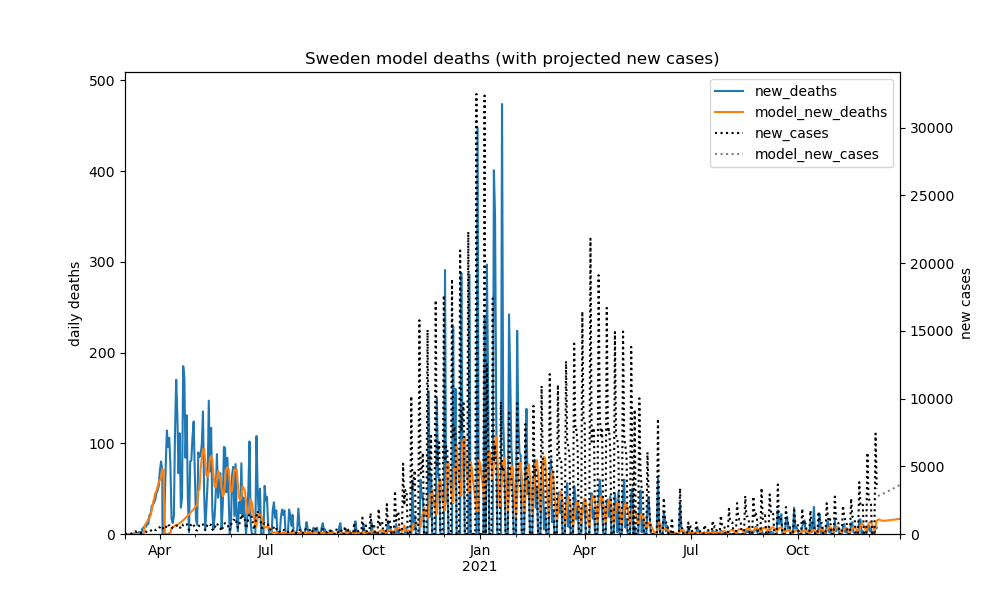 Sweden model deaths (with projected new cases)
new_deaths
model_new_deaths
new_cases
model_new_cases
500
400
300
200
100
0
daily deaths
30000
25000
20000
15000
10000
5000
0
new cases
Apr
Jul
Oct
Jan
2021
Apr
Jul
Oct